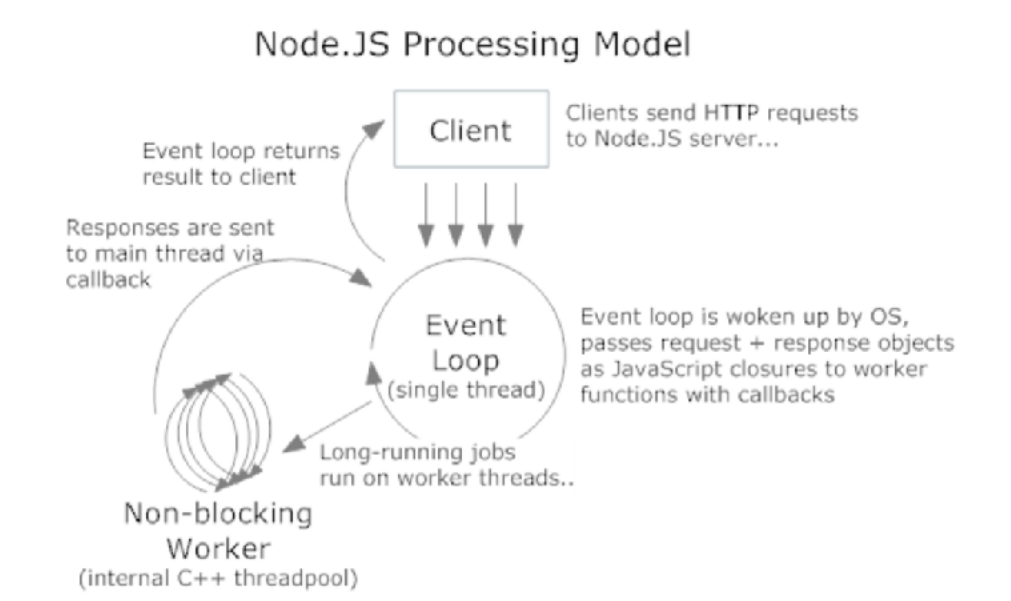 Node.JS Processing Model
Client
Clients send HTTP requests
to Node.JS server...
Event loop returns
result to client
Responses are sent
to main thread via
callback
Event
Loop
(single thread)
Event loop is woken up by OS,
passes request + response objects
as JavaScript closures to worker
functions with callbacks
Long-running jobs
run on worker threads..
Non-blocking
Worker
(internal C++ threadpool)